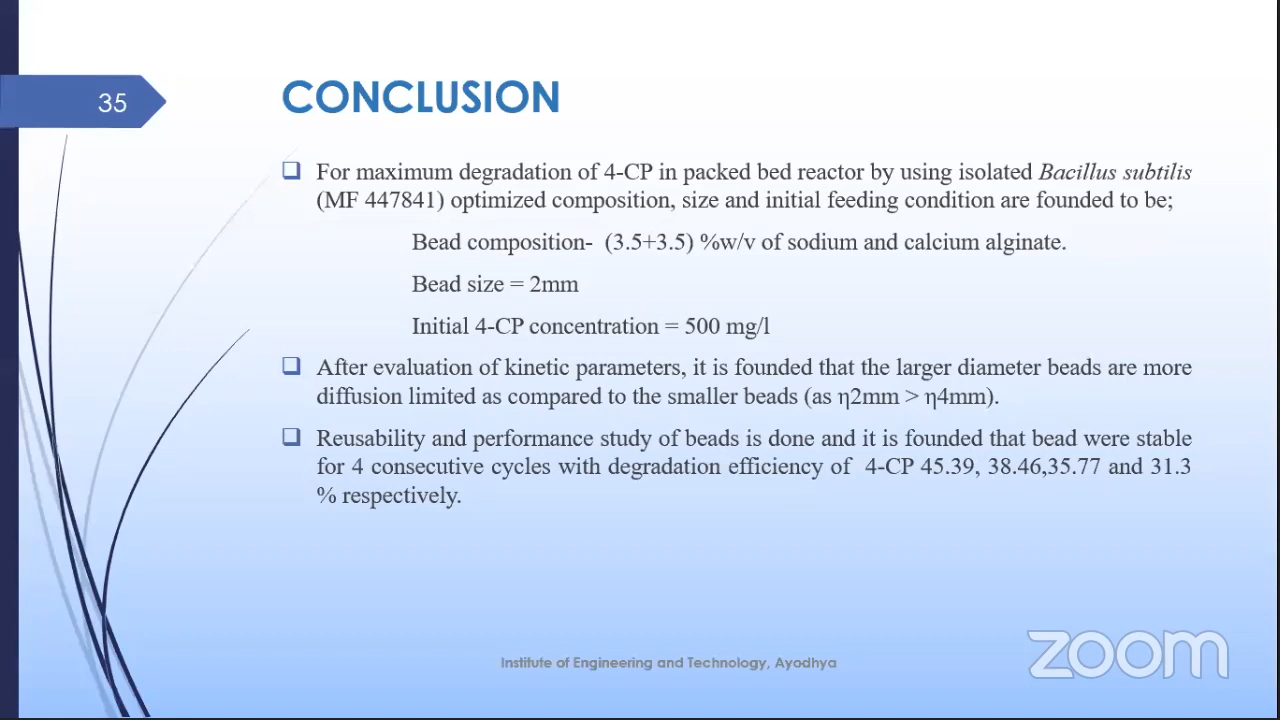 35
CONCLUSION
For maximum degradation of 4-CP in packed bed reactor by using isolated Bacillus subtilis
(MF 447841) optimized composition, size and initial feeding condition are founded to be;
Bead composition- (3.5+3.5) %w/v of sodium and calcium alginate.
Bead size = 2mm
Initial 4-CP concentration = 500 mg/l
After evaluation of kinetic parameters, it is founded that the larger diameter beads are more
diffusion limited as compared to the smaller beads (as η2mm > η4mm).
Reusability and performance study of beads is done and it is founded that bead were stable
for 4 consecutive cycles with degradation efficiency of 4-CP 45.39, 38.46,35.77 and 31.3
% respectively.
Institute of Engineering and Technology, Ayodhya
zoom